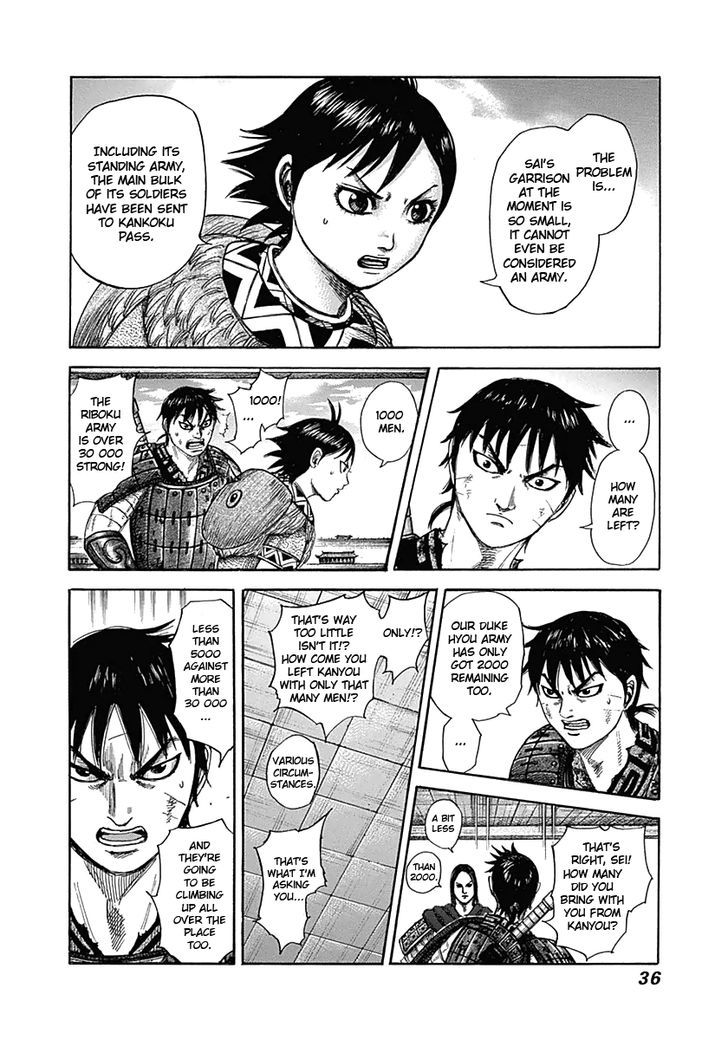 THE
PROBLEM
IS...
SAI'S
GARRISON
AT THE
MOMENT IS
SO SMALL,
IT CANNOT
EVEN BE
CONSIDERED
AN ARMY.
INCLUDING ITS
STANDING ARMY,
THE MAIN BULK
OF ITS SOLDIERS
HAVE BEEN SENT
TO KANKOKU
PASS.
...
HOW
MANY
ARE
LEFT?
1000
MEN.
1000!
...
THE
RIBOKU
ARMY
IS OVER
30 000
STRONG!
OUR DUKE
HYOU ARMY
HAS ONLY
GOT 2000
REMAINING
TOO.
...
THAT'S
RIGHT, SEI!
HOW MANY
DID YOU
BRING WITH
YOU FROM
KANYOU?
A BIT
LESS
THAN
2000.
ONLY!?
THAT'S WAY
TOO LITTLE
ISN'T IT!?
HOW COME YOU
LEFT KANYOU
WITH ONLY THAT
MANY MEN!?
VARIOUS
CIRCUM-
STANCES.
THAT'S
WHAT I'M
ASKING
YOU...
LESS
THAN
5000
AGAINST
MORE
THAN
30 000
...
AND
THEY'RE
GOING
TO BE
CLIMBING UP
ALL OVER
THE PLACE
TOO.
36